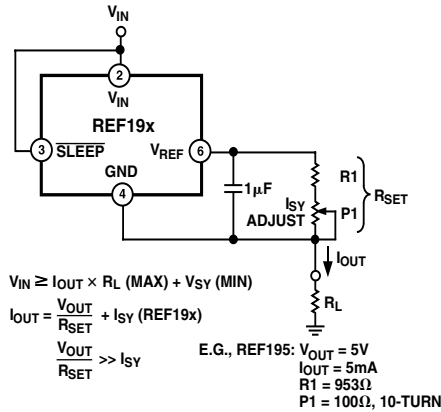 VIN
2
VIN
REF19x
3
SLEEP
VREF
6
GND
4
1µF
R1
ISY
ADJUST
P1
RSET
IOUT
RL
VIN ≥ IOUT × RL (MAX) + VSY (MIN)
IOUT = VOUT/RSET + ISY (REF19x)
VOUT/RSET >> ISY
E.G., REF195: VOUT = 5V
IOUT = 5mA
R1 = 953Ω
P1 = 100Ω, 10-TURN